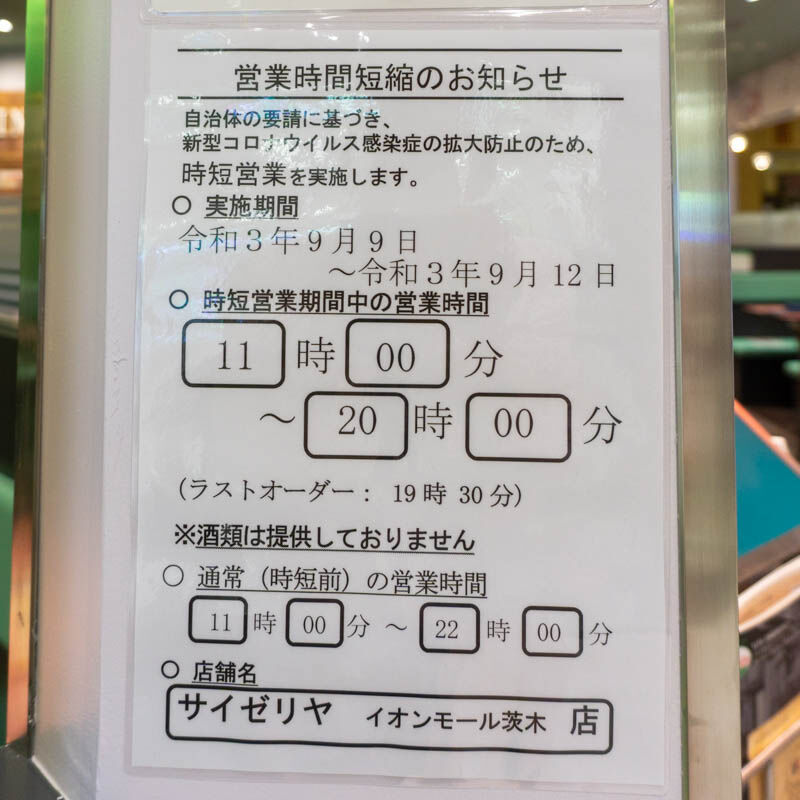 営業時間短縮のお知らせ
自治体の要請に基づき、
新型コロナウイルス感染症の拡大防止のため、
時短営業を実施します。
○ 実施期間
令和3年9月9日
～令和3年9月12日
○ 時短営業期間中の営業時間
11 時 00 分
～ 20 時 00 分
(ラストオーダー： 19時 30分)
※酒類は提供しておりません
○ 通常（時短前）の営業時間
11 時 00 分 ～ 22 時 00 分
○ 店舗名
サイゼリヤ イオンモール茨木 店